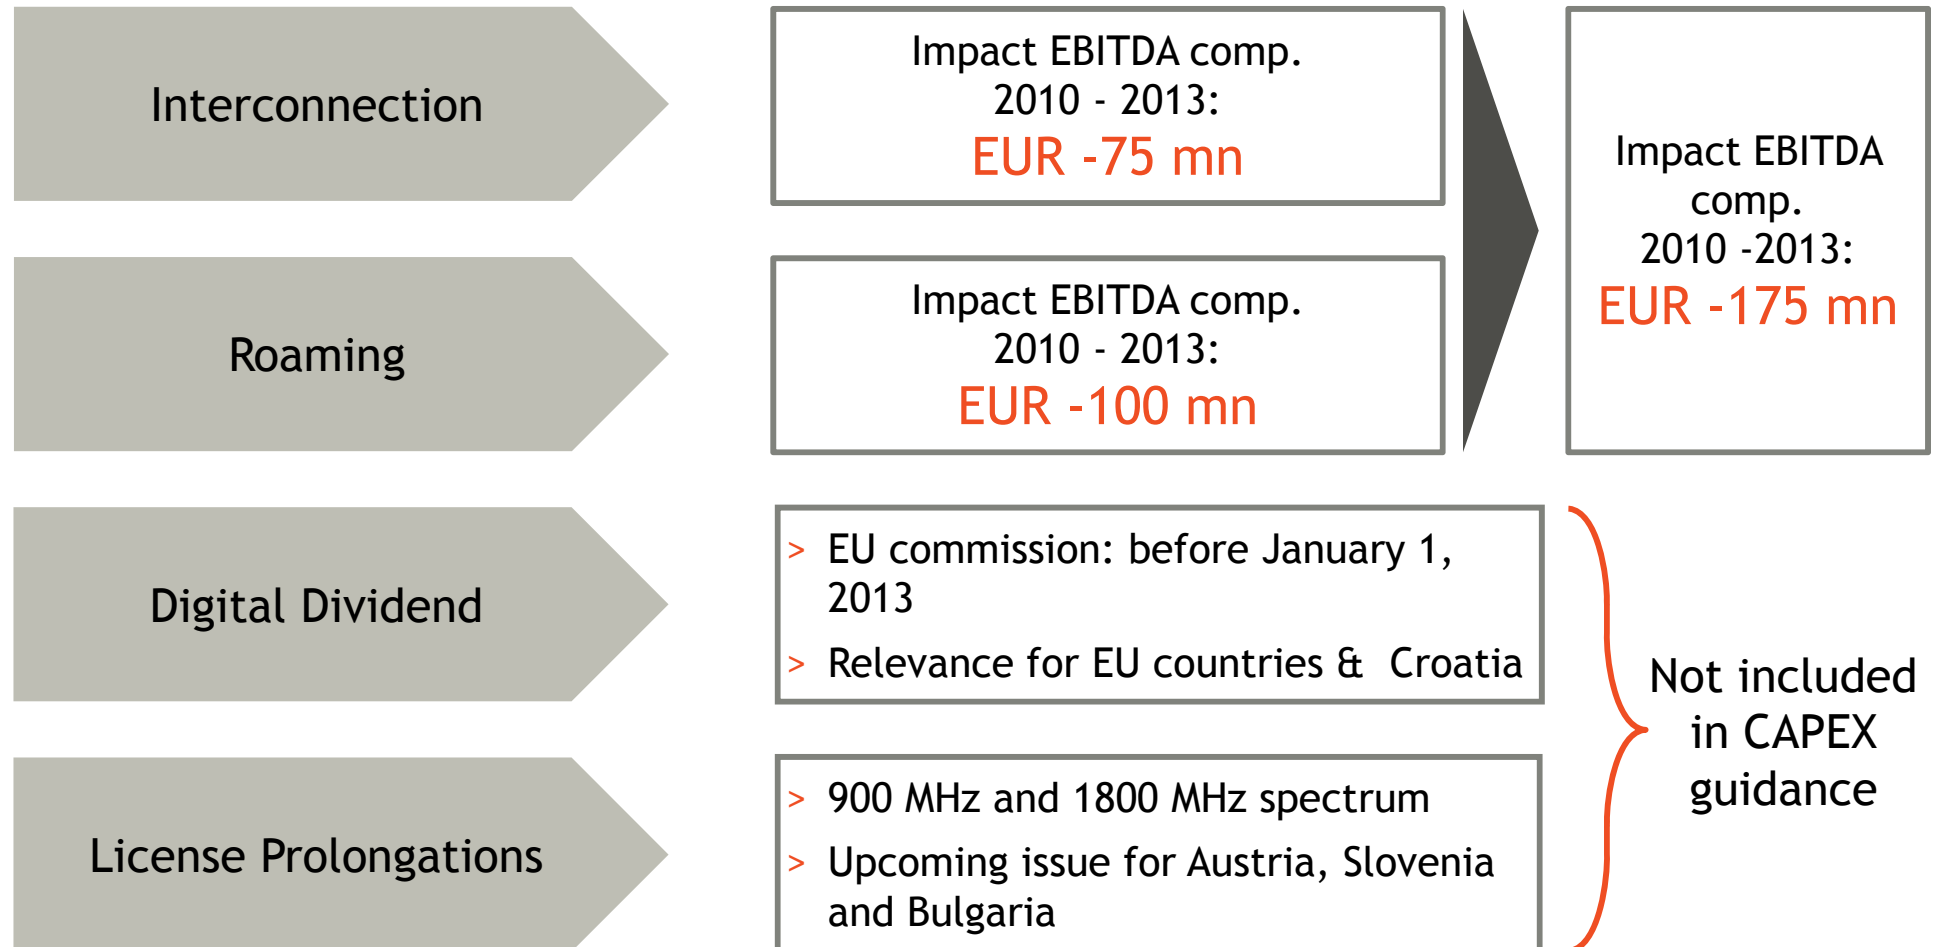 Interconnection
Impact EBITDA comp.
2010 - 2013:
EUR -75 mn
Roaming
Impact EBITDA comp.
2010 - 2013:
EUR -100 mn
Impact EBITDA
comp.
2010 -2013:
EUR -175 mn
Digital Dividend
> EU commission: before January 1,
2013
> Relevance for EU countries & Croatia
License Prolongations
> 900 MHz and 1800 MHz spectrum
> Upcoming issue for Austria, Slovenia
and Bulgaria
Not included
in CAPEX
guidance